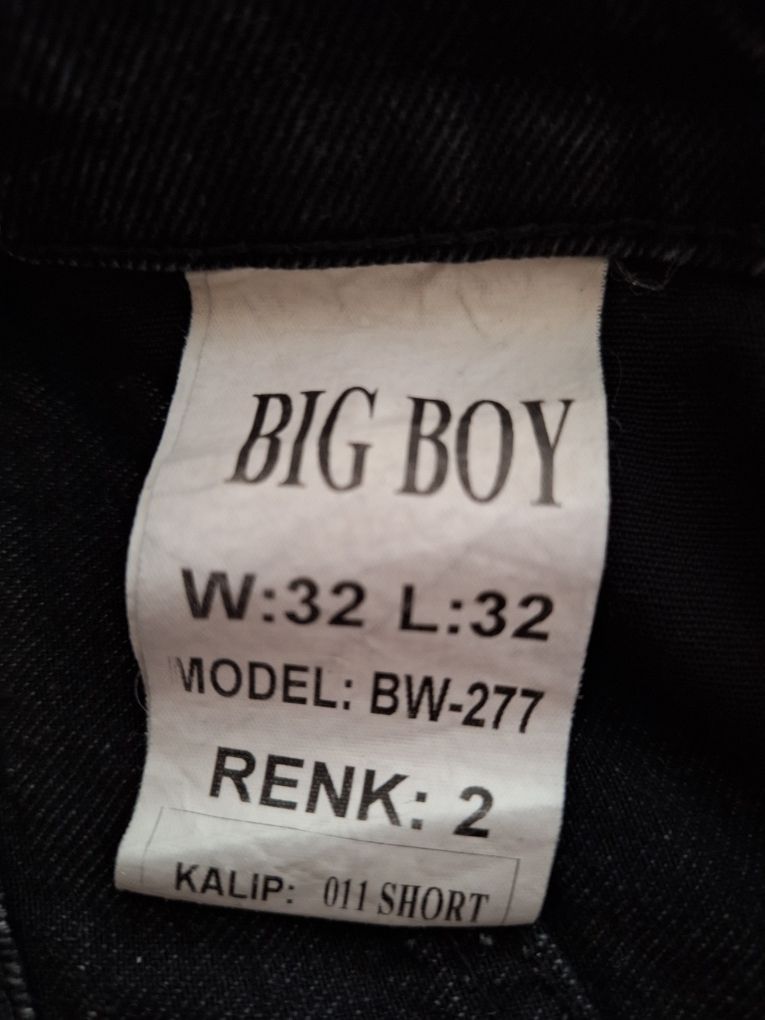 BIG BOY
W:32 L:32
MODEL: BW-277
RENK: 2
KALIP: 011 SHORT